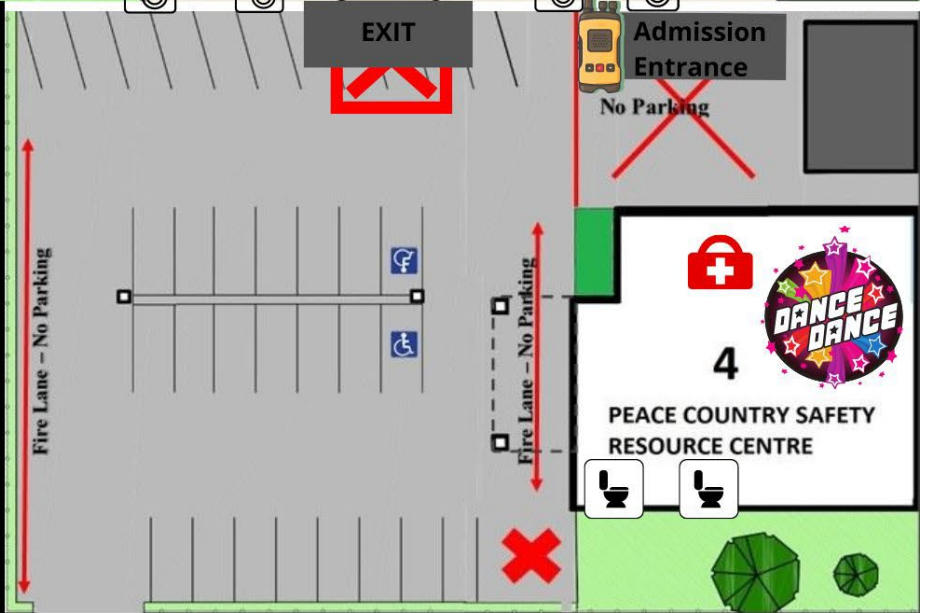 EXIT
Admission
Entrance
No Parking
Fire Lane – No Parking
Fire Lane – No Parking
DANCE
DANCE
4
PEACE COUNTRY SAFETY
RESOURCE CENTRE